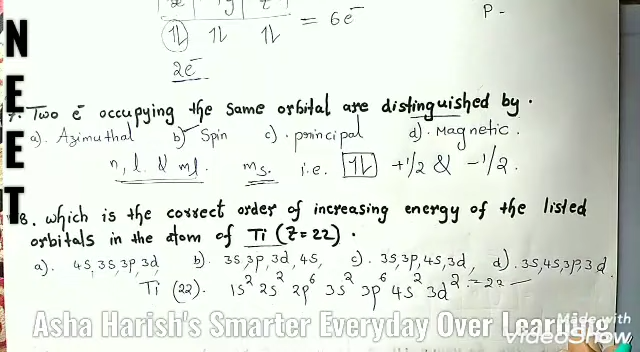 = 6e⁻
P -
⇅ ⇅ ⇅
2e⁻
NEET
7. Two e⁻ occupying the same orbital are distinguished by.
a). Azimuthal b) Spin c). principal d). Magnetic.
n, l. & ml. ms. i.e. ⇅ +1/2 & -1/2.
8. which is the correct order of increasing energy of the listed
orbitals in the atom of Ti (Z=22).
a). 4s,3s,3p,3d b). 3s,3p,3d,4s, c). 3s,3p,4s,3d, d). 3s,4s,3p,3d.
Ti (22). 1s² 2s² 2p⁶ 3s² 3p⁶ 4s² 3d² = 22 -
Asha Harish's Smarter Everyday Over Learning
Made with
VideoShow